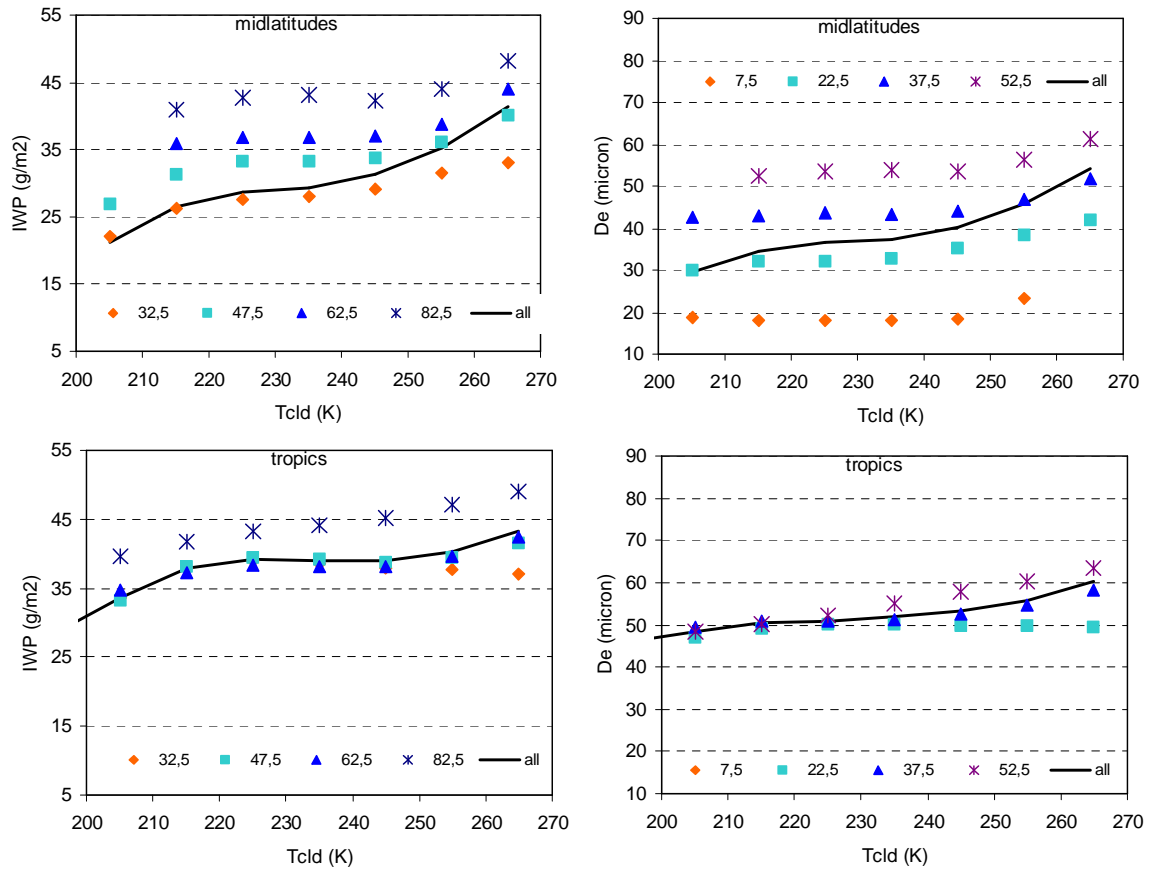 midlatitudes
55
45
35
25
15
5
IWP (g/m2)
32,5 47,5 62,5 82,5 all
200 210 220 230 240 250 260 270
Tcld (K)
midlatitudes
90
80
70
60
50
40
30
20
10
De (micron)
7,5 22,5 37,5 52,5 all
200 210 220 230 240 250 260 270
Tcld (K)
tropics
55
45
35
25
15
5
IWP (g/m2)
32,5 47,5 62,5 82,5 all
200 210 220 230 240 250 260 270
Tcld (K)
tropics
90
80
70
60
50
40
30
20
10
De (micron)
7,5 22,5 37,5 52,5 all
200 210 220 230 240 250 260 270
Tcld (K)